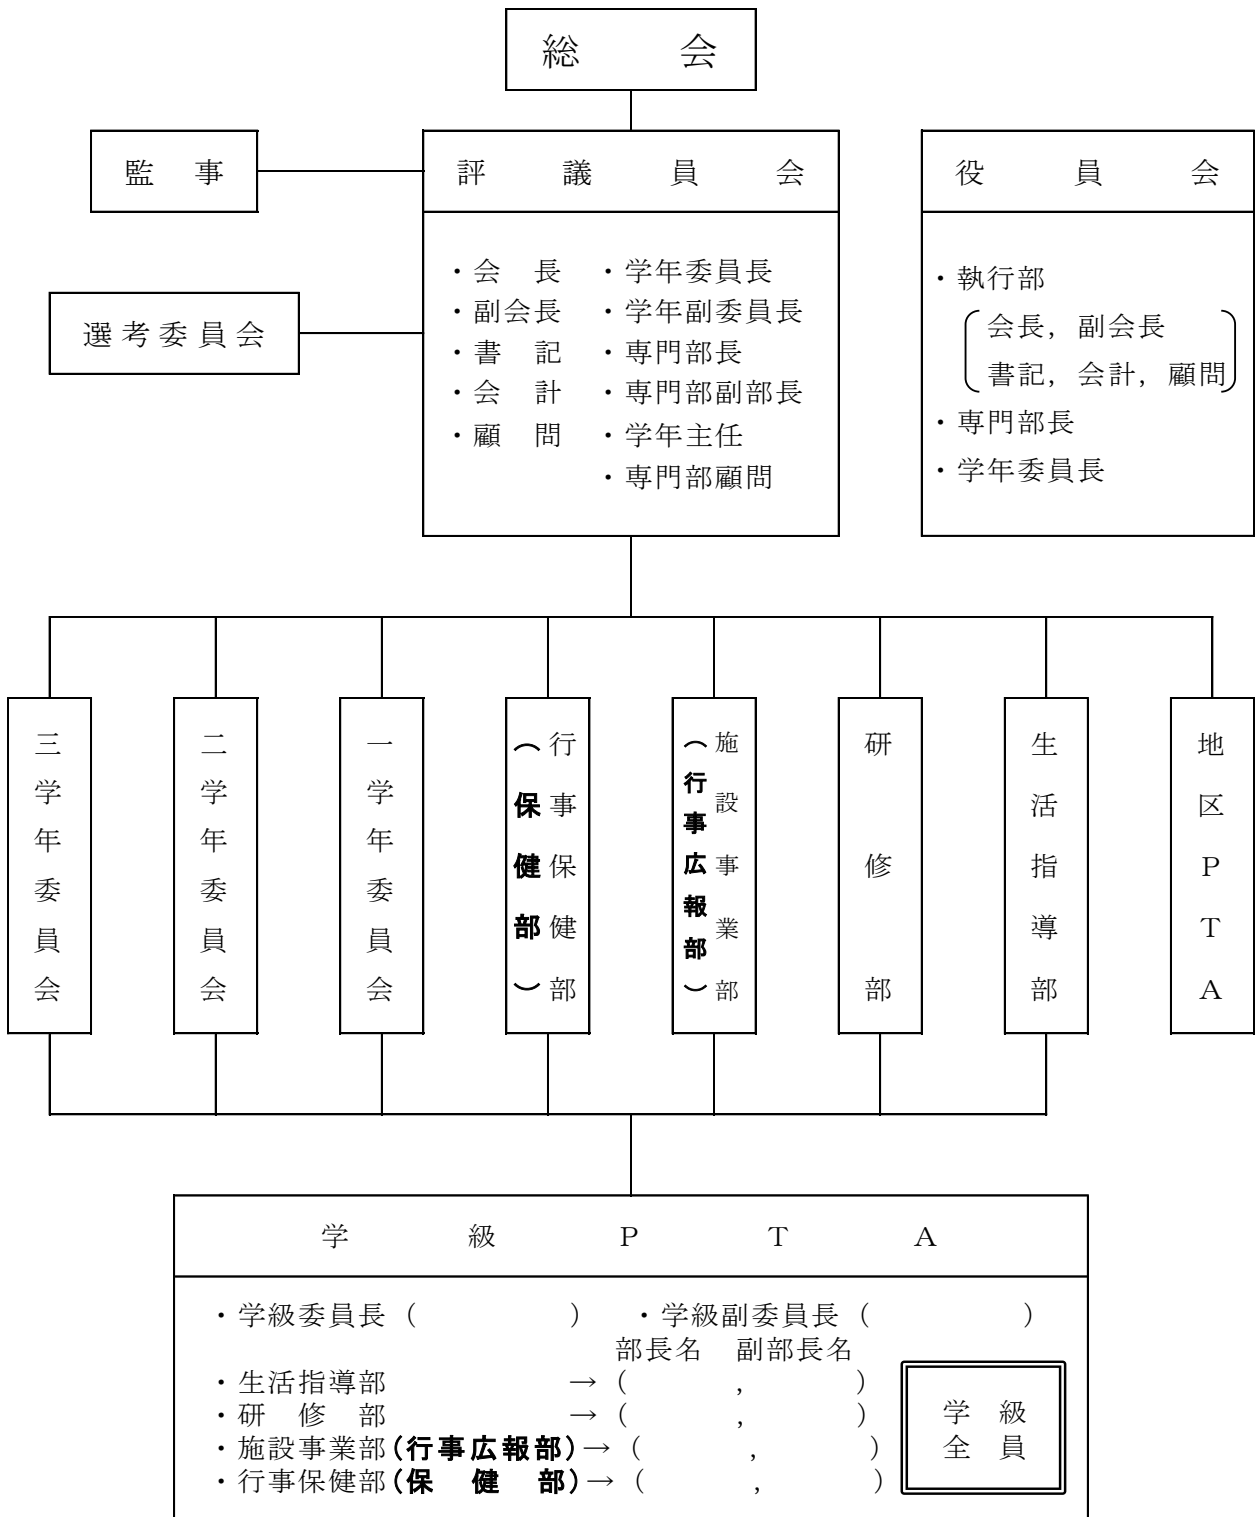 総　会
監　事
評　議　員　会
役　員　会
選考委員会
・会　長　・学年委員長
・副会長　・学年副委員長
・書　記　・専門部長
・会　計　・専門部副部長
・顧　問　・学年主任
・専門部顧問
・執行部
会長，副会長
書記，会計，顧問
・専門部長
・学年委員長
三学年委員会
二学年委員会
一学年委員会
行事保健部
（保健部）
施設事業部
（行事広報部）
研修部
生活指導部
地区ＰＴＡ
学　級　Ｐ　Ｔ　Ａ
・学級委員長（　　　　　）　・学級副委員長（　　　　　）
部長名　副部長名
・生活指導部　→（　　　，　　　）
・研　修　部　→（　　　，　　　）
・施設事業部(行事広報部)→（　　　，　　　）
・行事保健部(保　健　部)→（　　　，　　　）
学　級
全　員